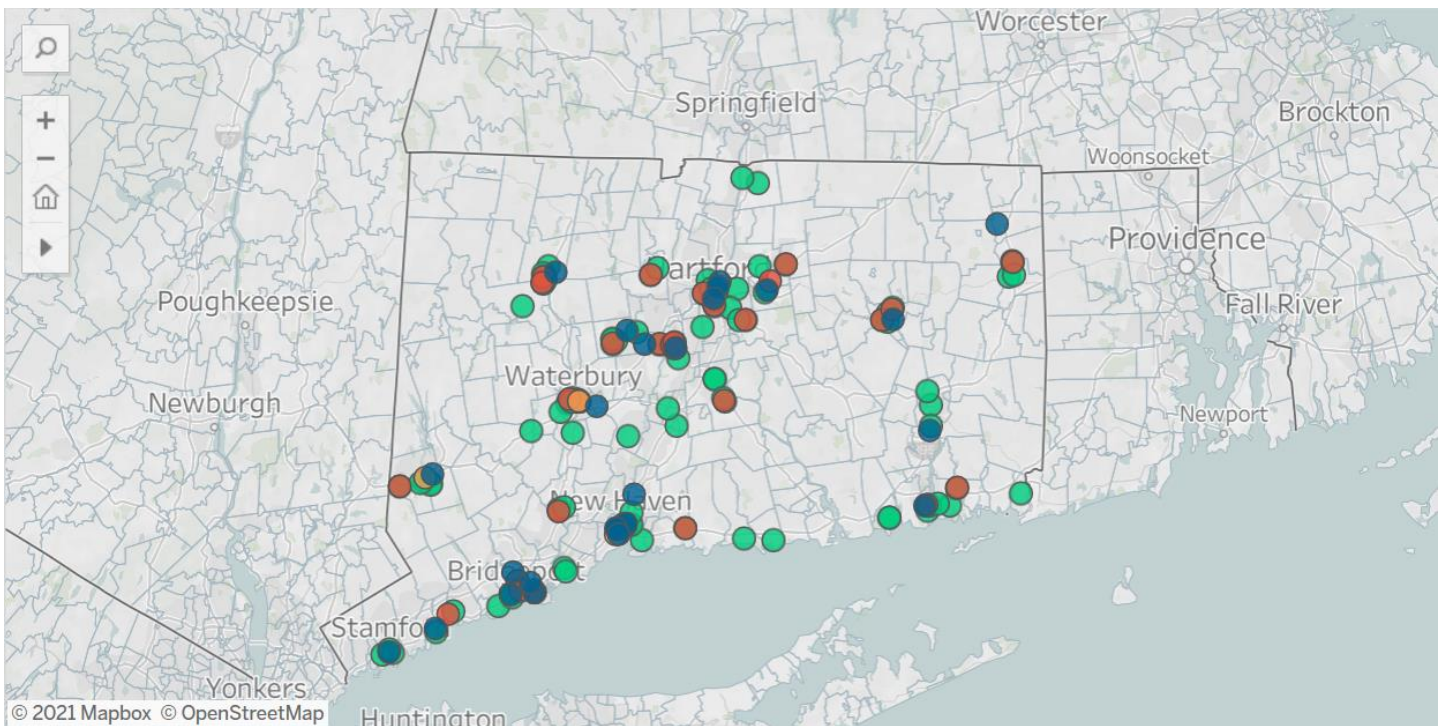 Worcester
Springfield
Brockton
Woonsocket
Providence
Hartford
Poughkeepsie
Fall River
Waterbury
Newburgh
Newport
New Haven
Bridgeport
Stamford
Yonkers
© 2021 Mapbox © OpenStreetMap
Huntington